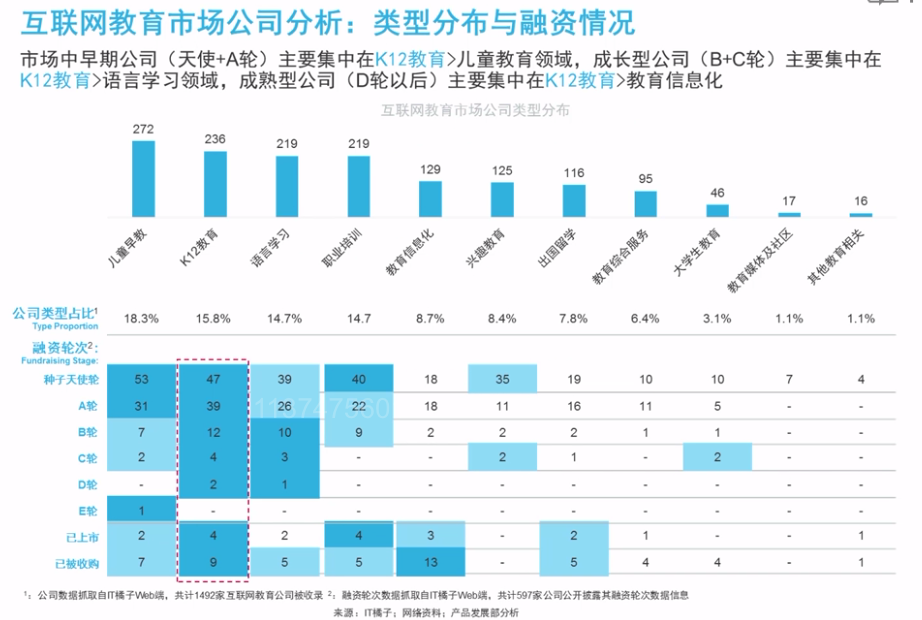 互联网教育市场公司分析：类型分布与融资情况
市场中早期公司（天使+A轮）主要集中在K12教育>儿童教育领域，成长型公司（B+C轮）主要集中在
K12教育>语言学习领域，成熟型公司（D轮以后）主要集中在K12教育>教育信息化
互联网教育市场公司类型分布
272 236 219 219 129 125 116 95 46 17 16
儿童早教 K12教育 语言学习 职业培训 教育信息化 兴趣教育 出国留学 教育综合服务 大学生教育 教育媒体及社区 其他教育相关
公司类型占比1 18.3% 15.8% 14.7% 14.7 8.7% 8.4% 7.8% 6.4% 3.1% 1.1% 1.1%
Type Proportion
融资轮次2：
Fundraising Stage:
种子天使轮 53 47 39 40 18 35 19 10 10 7 4
A轮 31 39 26 22 18 11 16 11 5 - -
B轮 7 12 10 9 2 2 2 1 1 - -
C轮 2 4 3 - - 2 1 - 2 - -
D轮 - 2 1 - - - - - - - -
E轮 1 - - - - - - - - - -
已上市 2 4 2 4 3 - 2 1 - - 1
已被收购 7 9 5 5 13 - 5 4 4 - 1
1：公司数据抓取自IT橘子Web端，共计1492家互联网教育公司被收录 2：融资轮次数据抓取自IT橘子Web端，共计597家公司公开披露其融资轮次数据信息
来源：IT橘子；网络资料；产品发展部分析